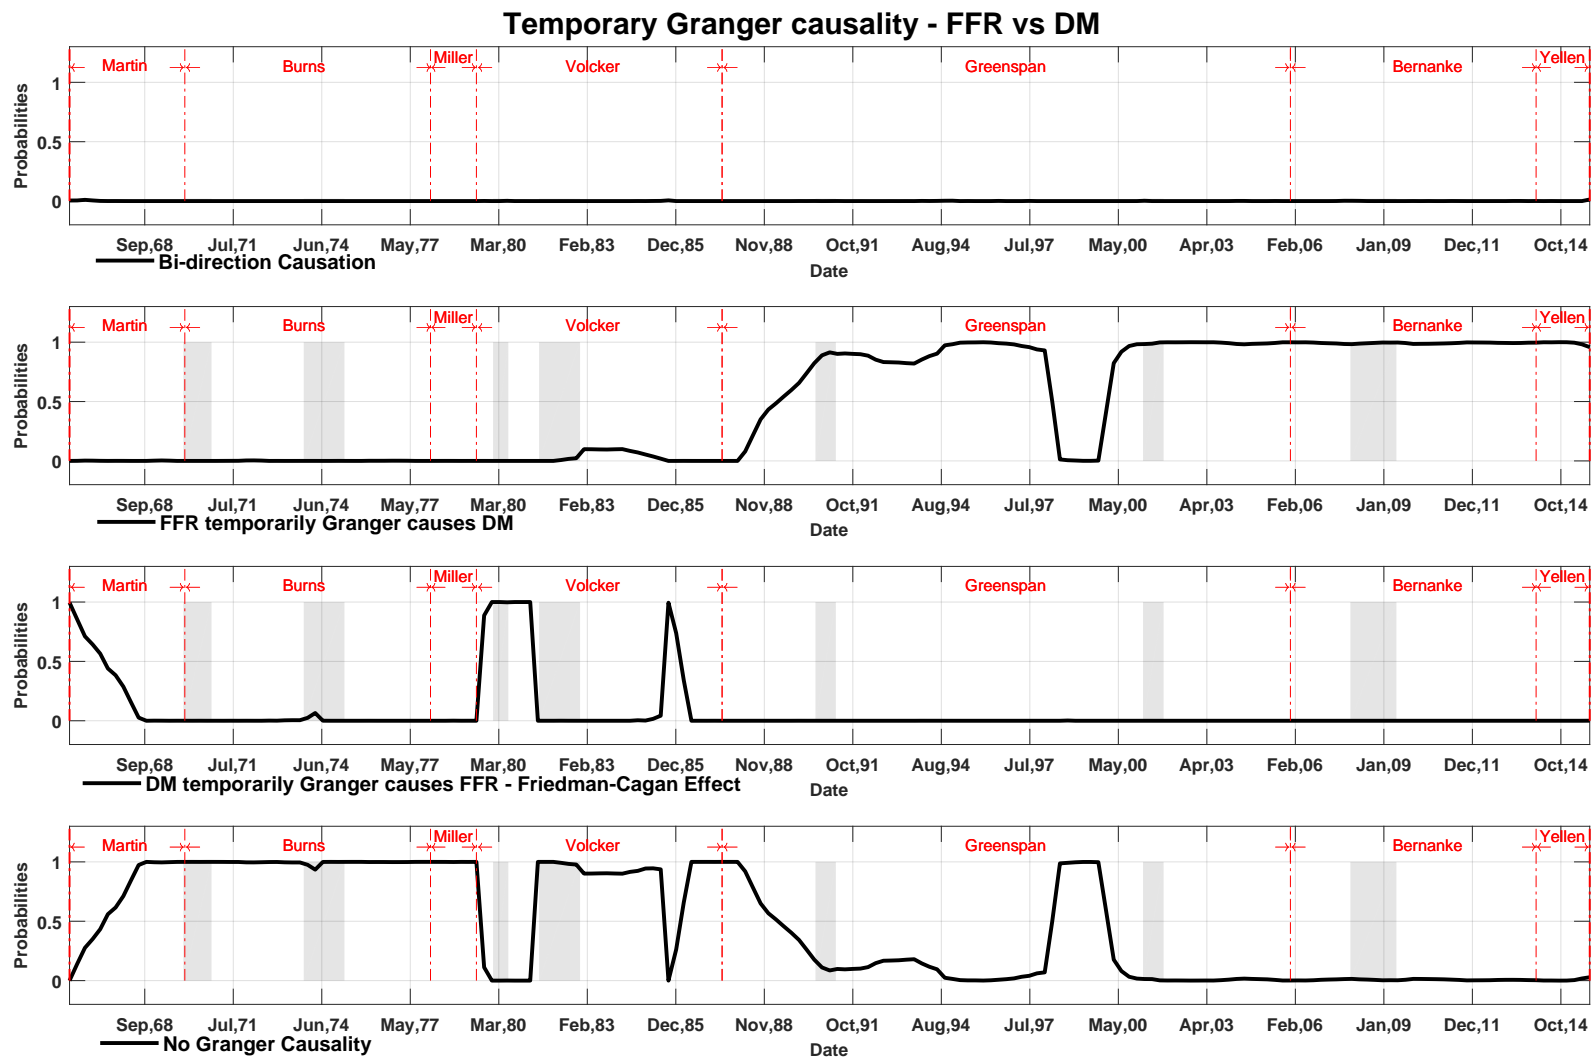 Temporary Granger causality - FFR vs DM
Martin Burns Miller Volcker Greenspan Bernanke Yellen
1
0.5
0
Probabilities
Sep,68 Jul,71 Jun,74 May,77 Mar,80 Feb,83 Dec,85 Nov,88 Oct,91 Aug,94 Jul,97 May,00 Apr,03 Feb,06 Jan,09 Dec,11 Oct,14
Date
Bi-direction Causation
Martin Burns Miller Volcker Greenspan Bernanke Yellen
1
0.5
0
Probabilities
Sep,68 Jul,71 Jun,74 May,77 Mar,80 Feb,83 Dec,85 Nov,88 Oct,91 Aug,94 Jul,97 May,00 Apr,03 Feb,06 Jan,09 Dec,11 Oct,14
Date
FFR temporarily Granger causes DM
Martin Burns Miller Volcker Greenspan Bernanke Yellen
1
0.5
0
Probabilities
Sep,68 Jul,71 Jun,74 May,77 Mar,80 Feb,83 Dec,85 Nov,88 Oct,91 Aug,94 Jul,97 May,00 Apr,03 Feb,06 Jan,09 Dec,11 Oct,14
Date
DM temporarily Granger causes FFR - Friedman-Cagan Effect
Martin Burns Miller Volcker Greenspan Bernanke Yellen
1
0.5
0
Probabilities
Sep,68 Jul,71 Jun,74 May,77 Mar,80 Feb,83 Dec,85 Nov,88 Oct,91 Aug,94 Jul,97 May,00 Apr,03 Feb,06 Jan,09 Dec,11 Oct,14
Date
No Granger Causality